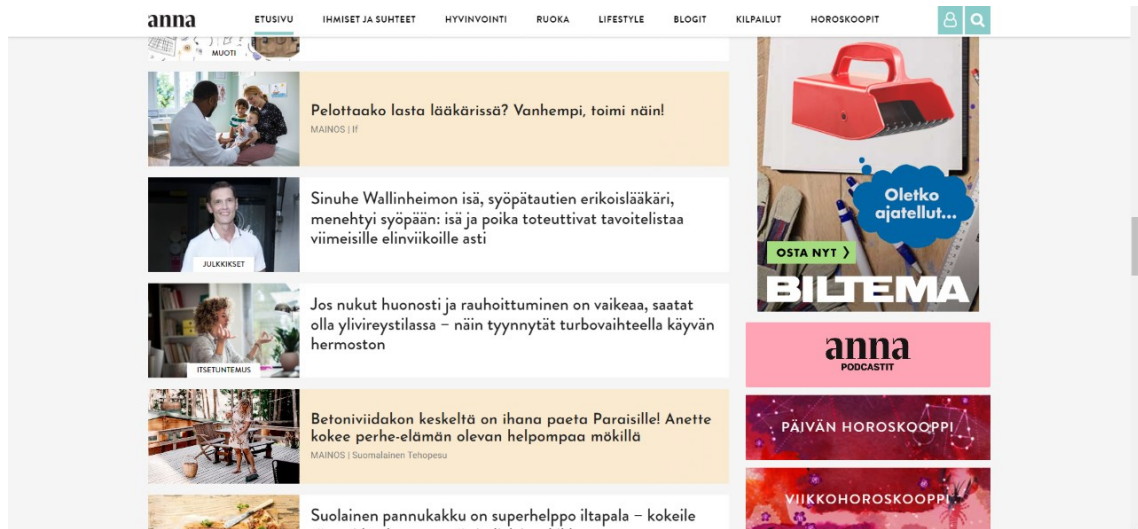 anna
ETUSIVU
IHMISET JA SUHTEET
HYVINVOINTI
RUOKA
LIFESTYLE
BLOGIT
KILPAILUT
HOROSKOOPIT
MUOTI
Pelottaako lasta lääkärissä? Vanhempi, toimi näin!
MAINOS | If
Sinuhe Wallinheimon isä, syöpätautien erikoislääkäri,
menehtyi syöpään: isä ja poika toteuttivat tavoitelistaa
viimeisille elinviikoille asti
JULKKIKSET
Jos nukut huonosti ja rauhoittuminen on vaikeaa, saatat
olla ylivireystilassa – näin tyynnytät turbovaihteella käyvän
hermoston
ITSETUNTEMUS
Betoniviidakon keskeltä on ihana paeta Paraisille! Anette
kokee perhe-elämän olevan helpompaa mökillä
MAINOS | Suomalainen Tehopesu
Suolainen pannukakku on superhelppo iltapala – kokeile
Oletko
ajatellut...
OSTA NYT
BILTEMA
anna
PODCASTIT
PÄIVÄN HOROSKOOPPI
VIIKKOHOROSKOOPPI